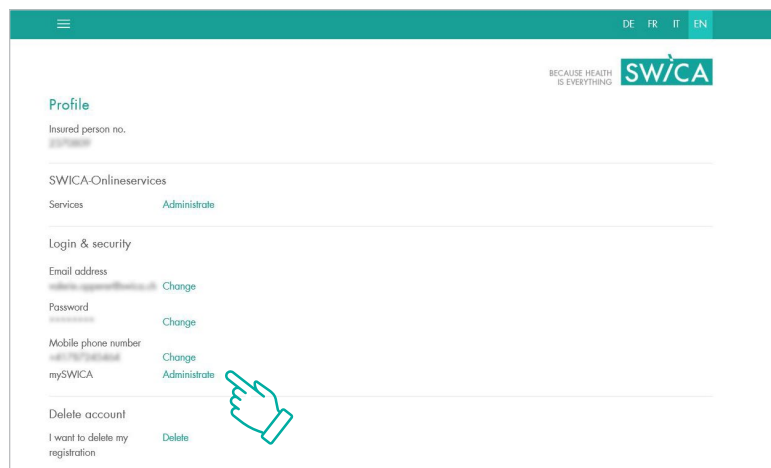 DE FR IT EN
BECAUSE HEALTH
IS EVERYTHING
SWICA
Profile
Insured person no.
SWICA-Onlineservices
Services Administrate
Login & security
Email address
Change
Password
Change
Mobile phone number
Change
mySWICA Administrate
Delete account
I want to delete my Delete
registration